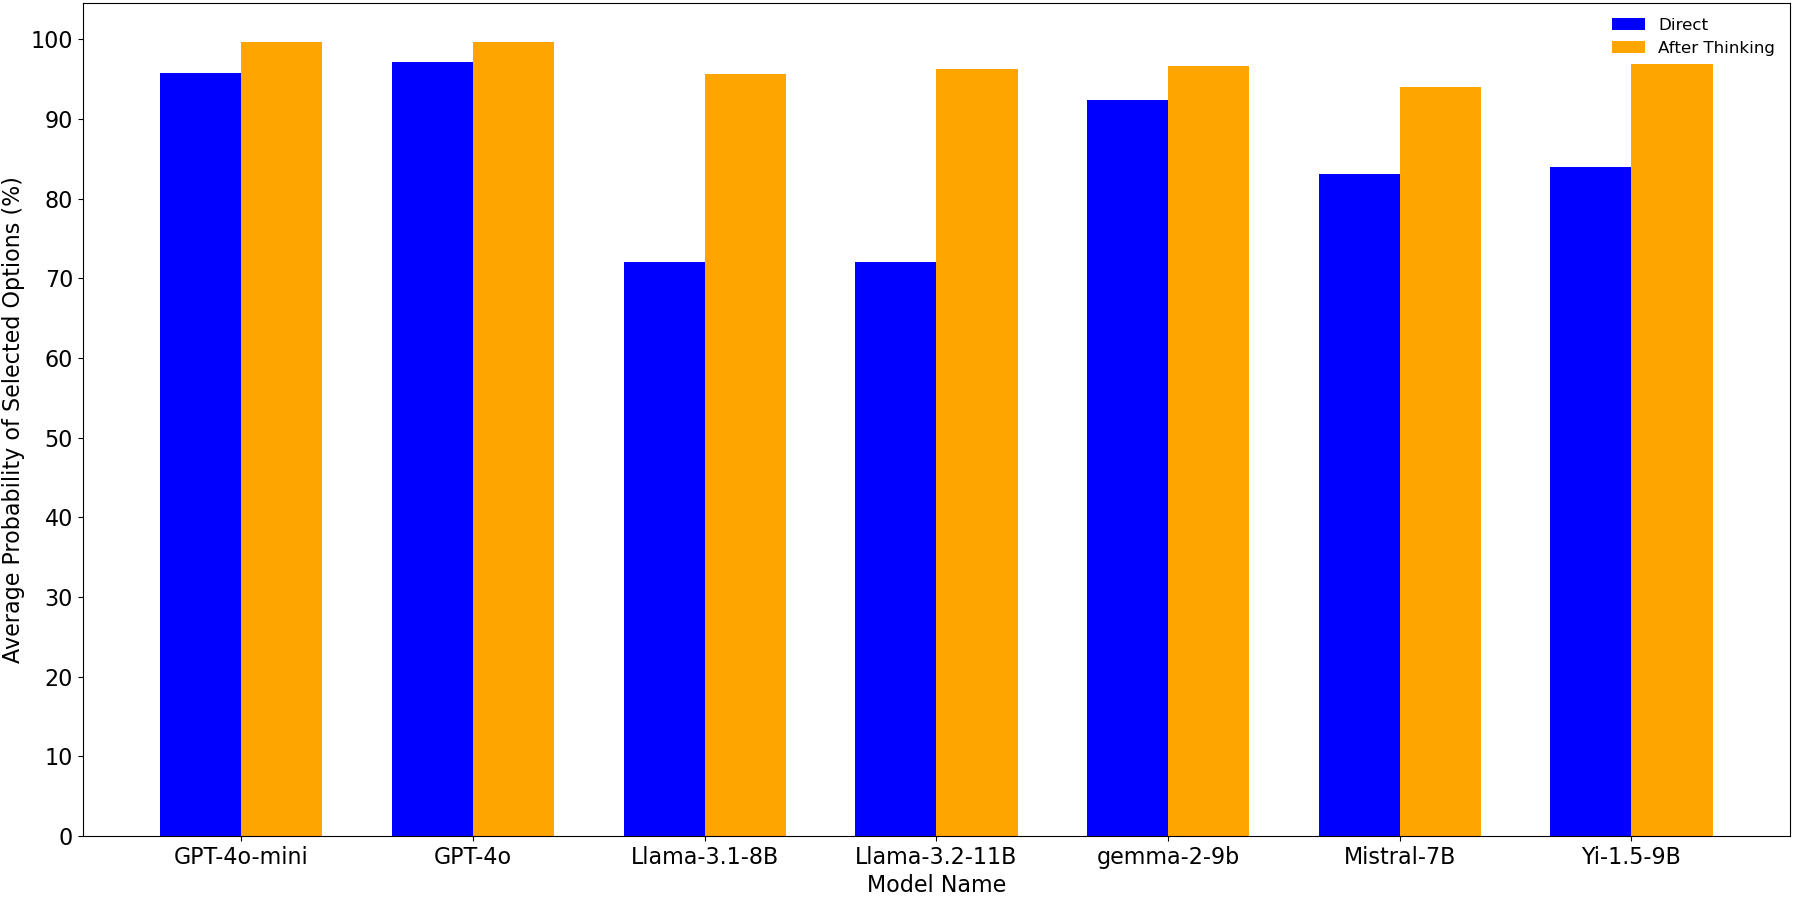 Direct
After Thinking
Average Probability of Selected Options (%)
100
90
80
70
60
50
40
30
20
10
0
GPT-4o-mini GPT-4o Llama-3.1-8B Llama-3.2-11B gemma-2-9b Mistral-7B Yi-1.5-9B
Model Name